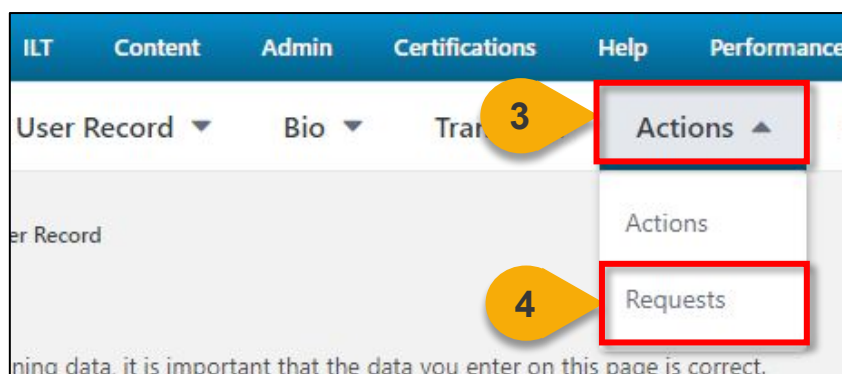 ILT Content Admin Certifications Help Performance
User Record Bio Actions
3
Actions
er Record
Requests
4
ning data, it is important that the data you enter on this page is correct.